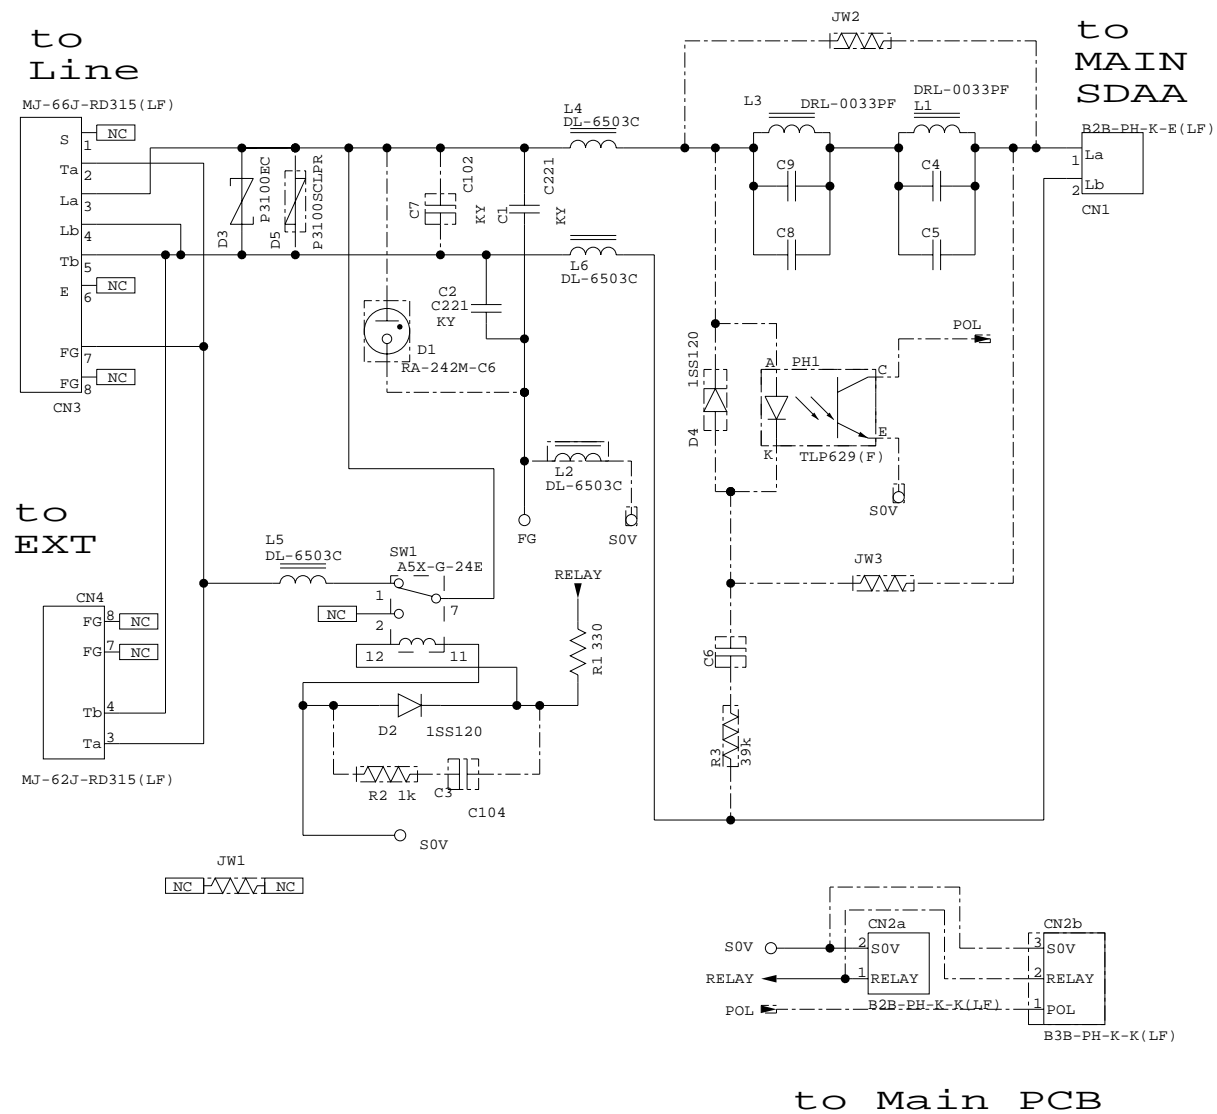 JW2
to
Line
to
MAIN
SDAA
MJ-66J-RD315(LF)
L4
DL-6503C
L3
DRL-0033PF
DRL-0033PF
L1
B2B-PH-K-E(LF)
S
1
NC
Ta
2
La
3
Lb
4
Tb
5
E
6
NC
FG
7
FG
8
NC
CN3
D3
P3100EC
D5
P3100SCLPR
C7
C102
KY
C1
C221
KY
C9
C8
C4
C5
1
La
2
Lb
CN1
L6
DL-6503C
C2
C221
KY
D1
RA-242M-C6
D4
1SS120
A
PH1
C
POL
K
E
TLP629(F)
S0V
L2
DL-6503C
FG
S0V
to
EXT
L5
DL-6503C
SW1
A5X-G-24E
1
7
NC
2
12
11
RELAY
R1 330
JW3
CN4
FG
8
NC
FG
7
NC
Tb
4
Ta
3
MJ-62J-RD315(LF)
D2
1SS120
R2 1k
C3
C104
S0V
C6
R3
39k
JW1
NC
NC
CN2a
CN2b
S0V
2
S0V
3
S0V
RELAY
1
RELAY
2
RELAY
POL
B2B-PH-K-K(LF)
1
POL
B3B-PH-K-K(LF)
to Main PCB